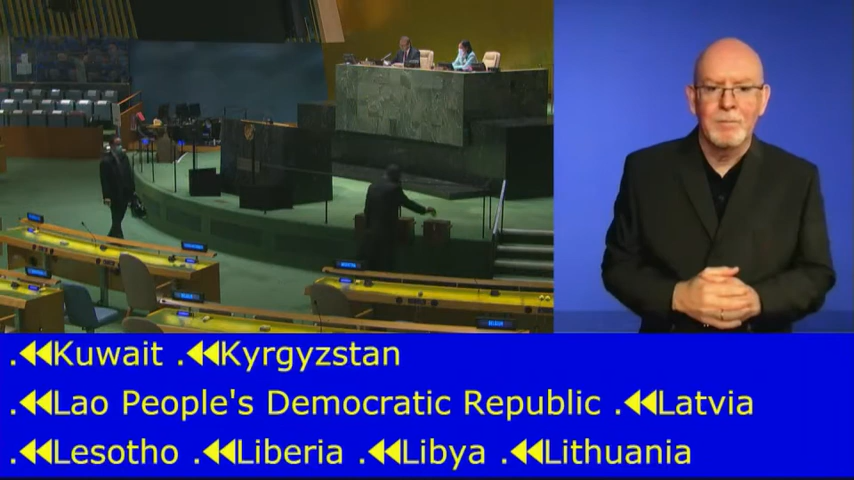 .◀◀Kuwait .◀◀Kyrgyzstan
.◀◀Lao People's Democratic Republic .◀◀Latvia
.◀◀Lesotho .◀◀Liberia .◀◀Libya .◀◀Lithuania